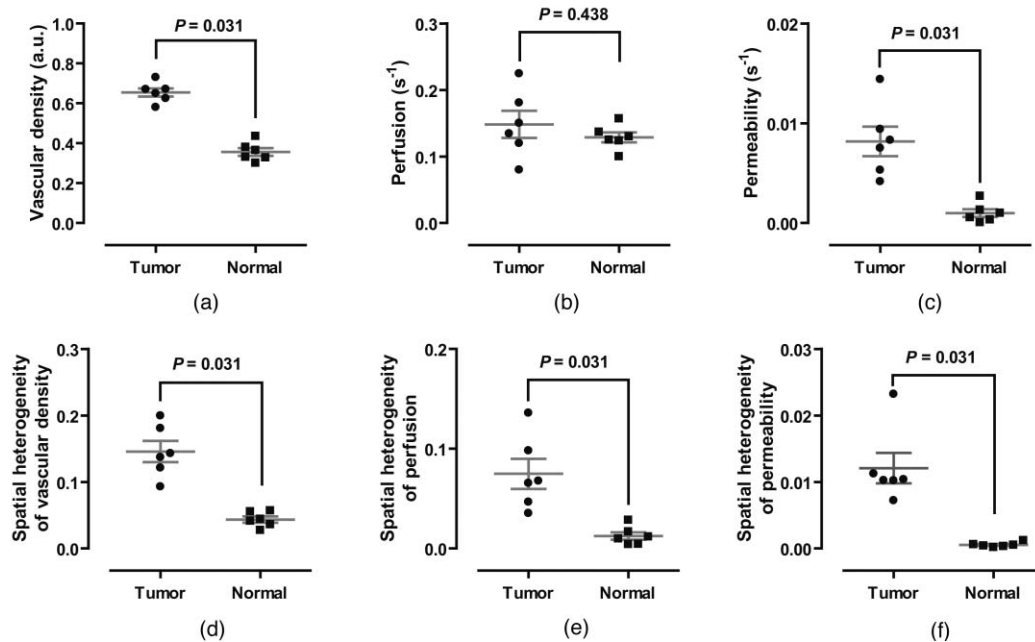 Vascular density (a.u.)
1.0
0.8
0.6
0.4
0.2
0.0
P = 0.031
Tumor Normal
(a)
Perfusion (s⁻¹)
0.3
0.2
0.1
0.0
P = 0.438
Tumor Normal
(b)
Permeability (s⁻¹)
0.02
0.01
0.00
P = 0.031
Tumor Normal
(c)
Spatial heterogeneity
of vascular density
0.3
0.2
0.1
0.0
P = 0.031
Tumor Normal
(d)
Spatial heterogeneity
of perfusion
0.2
0.1
0.0
P = 0.031
Tumor Normal
(e)
Spatial heterogeneity
of permeability
0.03
0.02
0.01
0.00
P = 0.031
Tumor Normal
(f)